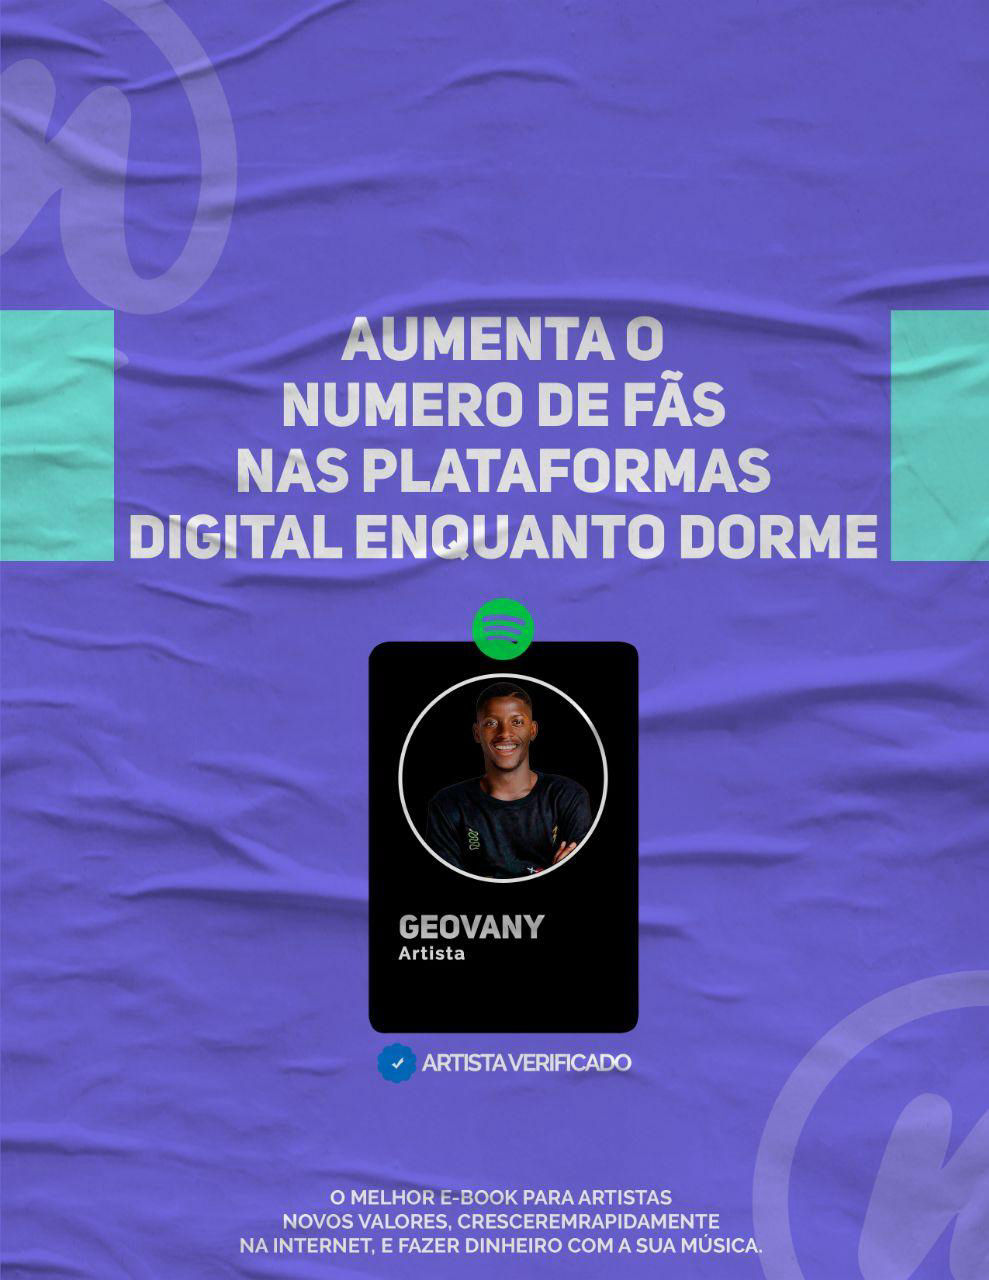 AUMENTA O
NUMERO DE FÃS
NAS PLATAFORMAS
DIGITAL ENQUANTO DORME
GEOVANY
Artista
ARTISTA VERIFICADO
O MELHOR E-BOOK PARA ARTISTAS
NOVOS VALORES, CRESCEREMRAPIDAMENTE
NA INTERNET, E FAZER DINHEIRO COM A SUA MÚSICA.